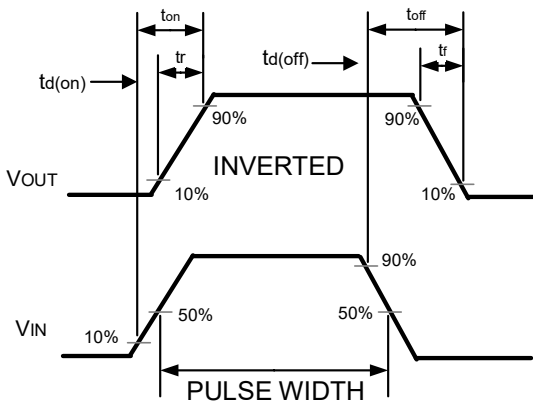 ton
toff
tr
tf
td(on)
td(off)
90%
90%
INVERTED
VOUT
10%
10%
90%
50%
50%
VIN
10%
PULSE WIDTH